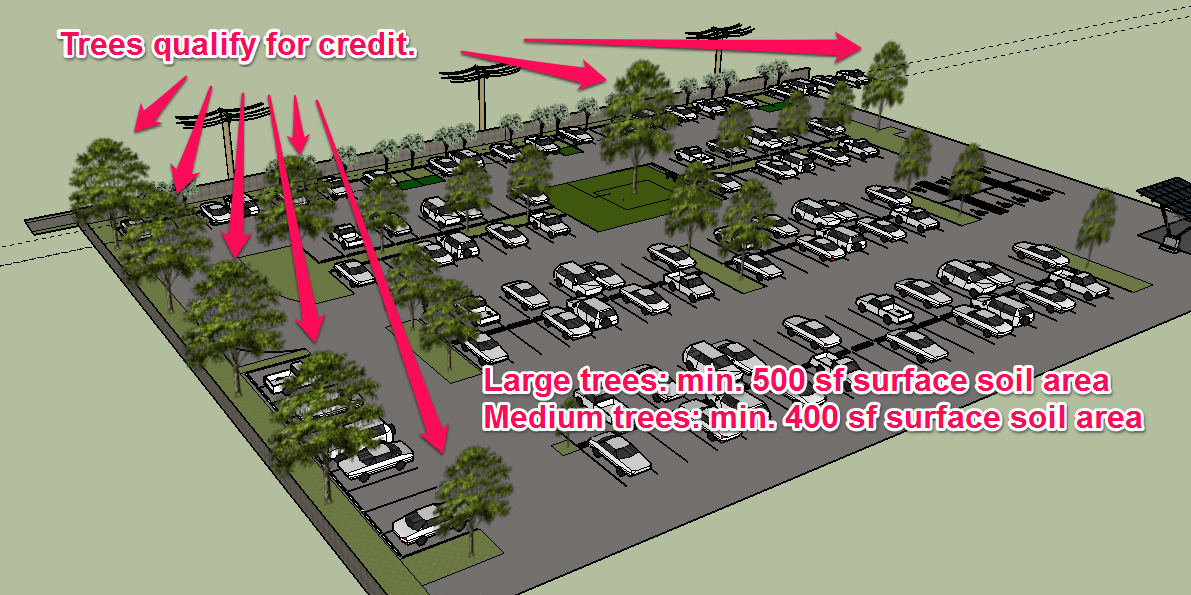 Trees qualify for credit.
Large trees: min. 500 sf surface soil area
Medium trees: min. 400 sf surface soil area